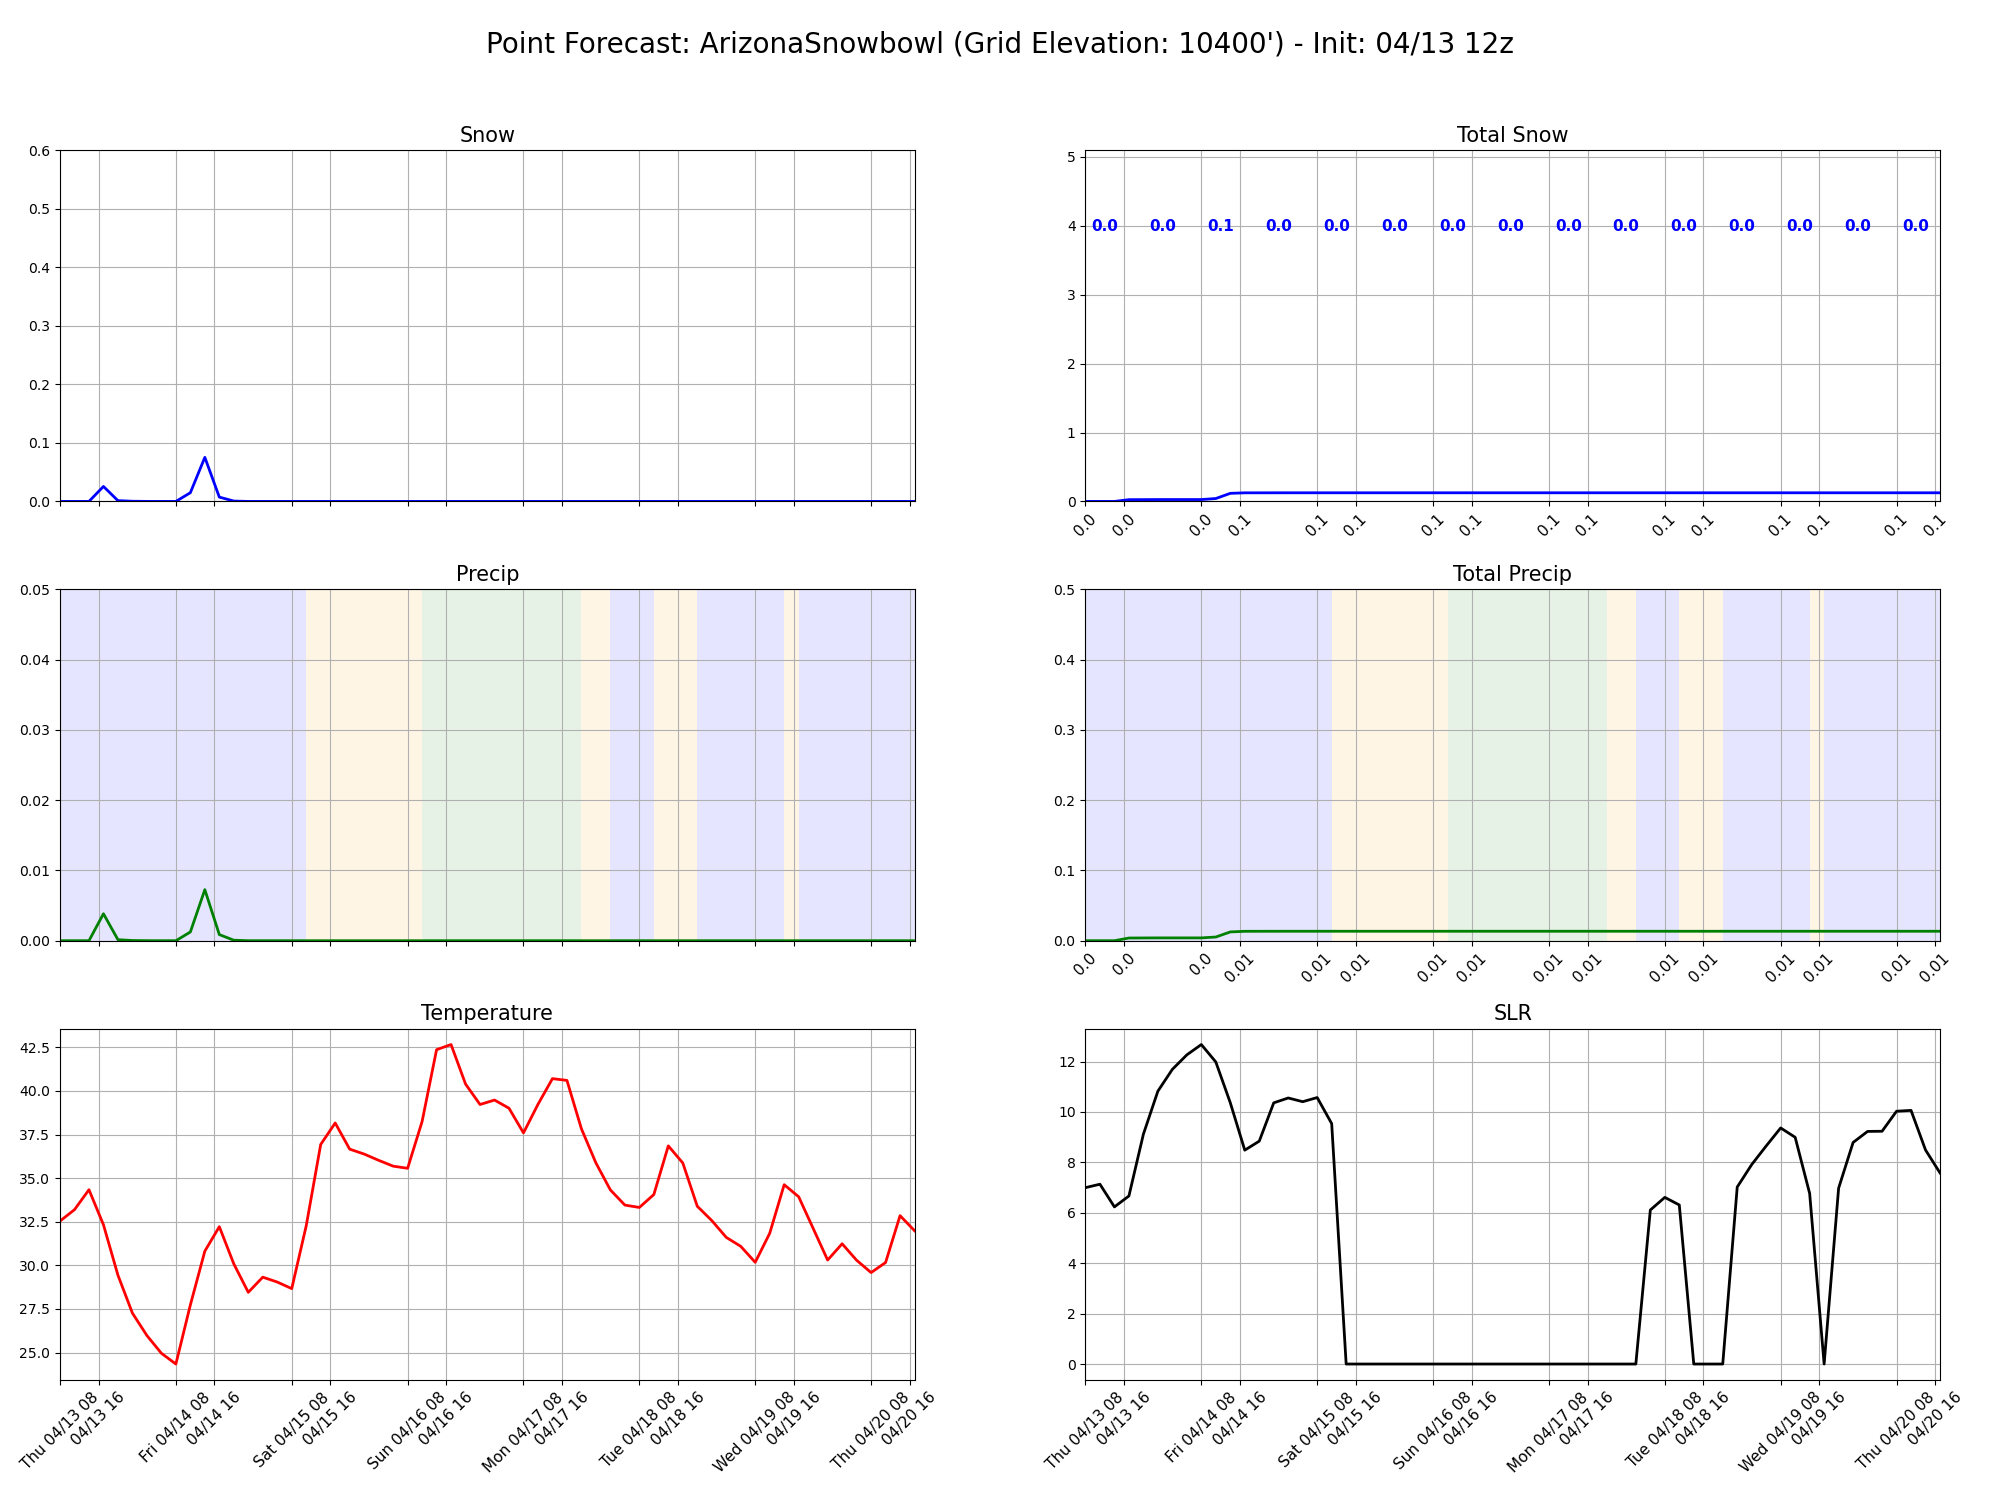 Point Forecast: ArizonaSnowbowl (Grid Elevation: 10400') - Init: 04/13 12z
Snow
0.6
0.5
0.4
0.3
0.2
0.1
0.0
Total Snow
5
4
3
2
1
0
0.0 0.0 0.1 0.0 0.0 0.0 0.0 0.0 0.0 0.0 0.0 0.0 0.0 0.0 0.0
0.0 0.0 0.0 0.1 0.1 0.1 0.1 0.1 0.1 0.1 0.1 0.1 0.1 0.1 0.1 0.1
Precip
0.05
0.04
0.03
0.02
0.01
0.00
Total Precip
0.5
0.4
0.3
0.2
0.1
0.0
0.0 0.0 0.0 0.01 0.01 0.01 0.01 0.01 0.01 0.01 0.01 0.01 0.01 0.01 0.01 0.01
Temperature
42.5
40.0
37.5
35.0
32.5
30.0
27.5
25.0
Thu 04/13 08
04/13 16
Fri 04/14 08
04/14 16
Sat 04/15 08
04/15 16
Sun 04/16 08
04/16 16
Mon 04/17 08
04/17 16
Tue 04/18 08
04/18 16
Wed 04/19 08
04/19 16
Thu 04/20 08
04/20 16
SLR
12
10
8
6
4
2
0
Thu 04/13 08
04/13 16
Fri 04/14 08
04/14 16
Sat 04/15 08
04/15 16
Sun 04/16 08
04/16 16
Mon 04/17 08
04/17 16
Tue 04/18 08
04/18 16
Wed 04/19 08
04/19 16
Thu 04/20 08
04/20 16